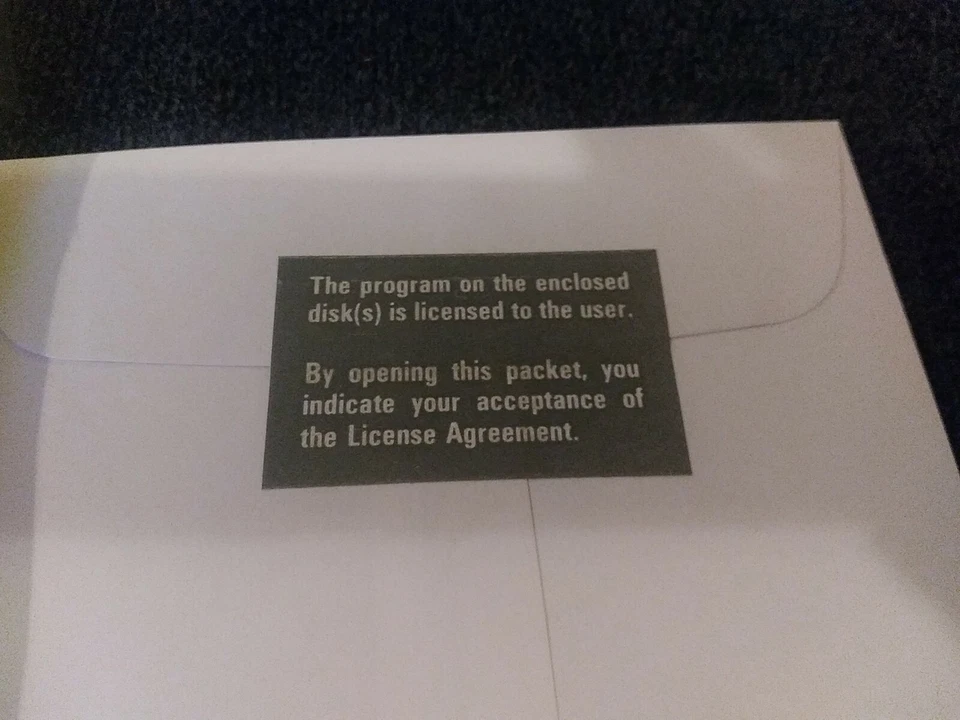 The program on the enclosed
disk(s) is licensed to the user.
By opening this packet, you
indicate your acceptance of
the License Agreement.